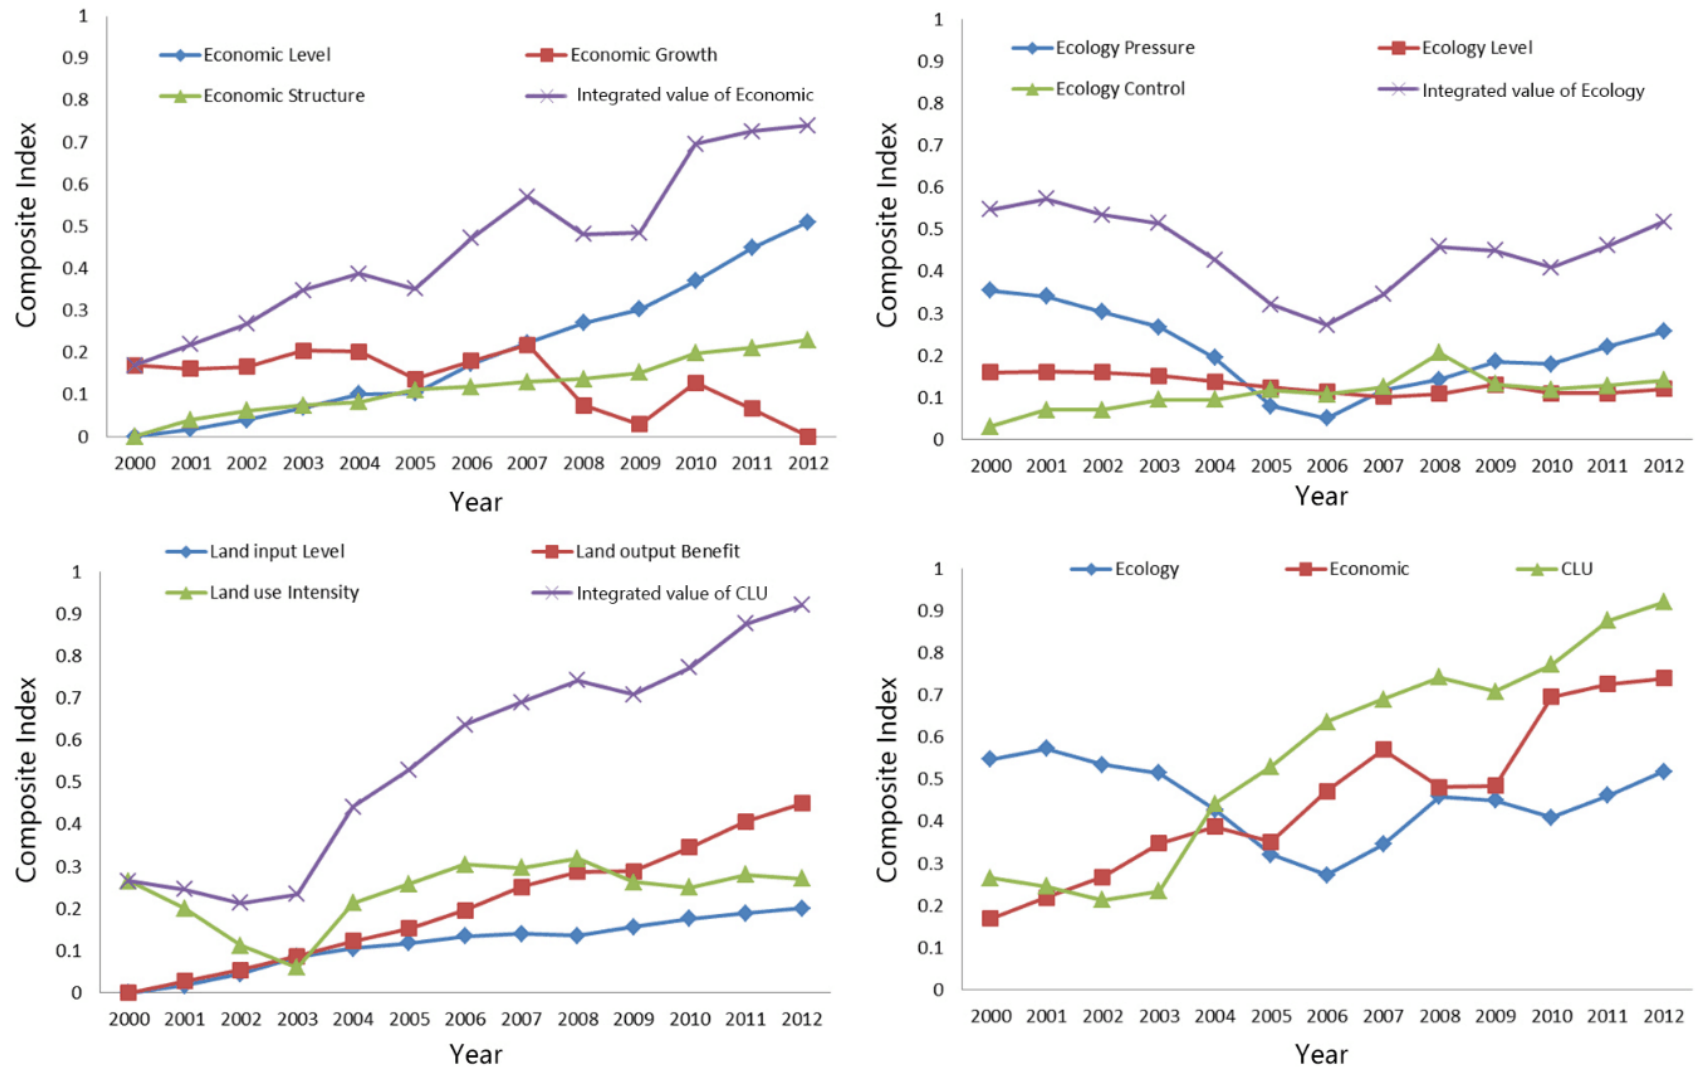 Composite Index
1
0.9
0.8
0.7
0.6
0.5
0.4
0.3
0.2
0.1
0
Economic Level
Economic Growth
Economic Structure
Integrated value of Economic
2000 2001 2002 2003 2004 2005 2006 2007 2008 2009 2010 2011 2012
Year
Composite Index
1
0.9
0.8
0.7
0.6
0.5
0.4
0.3
0.2
0.1
0
Ecology Pressure
Ecology Level
Ecology Control
Integrated value of Ecology
2000 2001 2002 2003 2004 2005 2006 2007 2008 2009 2010 2011 2012
Year
Land input Level
Land output Benefit
Land use Intensity
Integrated value of CLU
Composite Index
1
0.9
0.8
0.7
0.6
0.5
0.4
0.3
0.2
0.1
0
2000 2001 2002 2003 2004 2005 2006 2007 2008 2009 2010 2011 2012
Year
Ecology
Economic
CLU
Composite Index
1
0.9
0.8
0.7
0.6
0.5
0.4
0.3
0.2
0.1
0
2000 2001 2002 2003 2004 2005 2006 2007 2008 2009 2010 2011 2012
Year